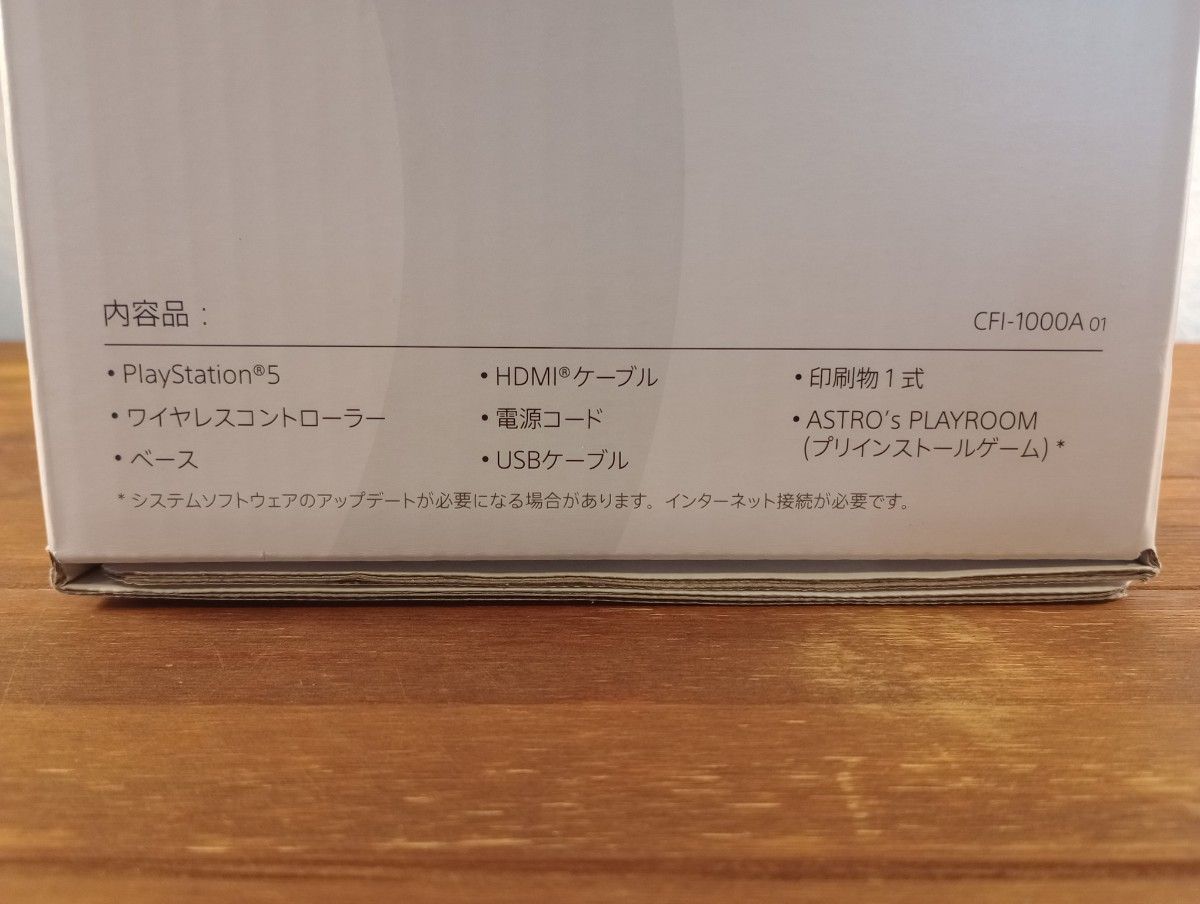 内容品：
CFI-1000A 01
• PlayStation®5
• ワイヤレスコントローラー
• ベース
• HDMI®ケーブル
• 電源コード
• USBケーブル
• 印刷物1式
• ASTRO's PLAYROOM
(プリインストールゲーム) *
* システムソフトウェアのアップデートが必要になる場合があります。インターネット接続が必要です。